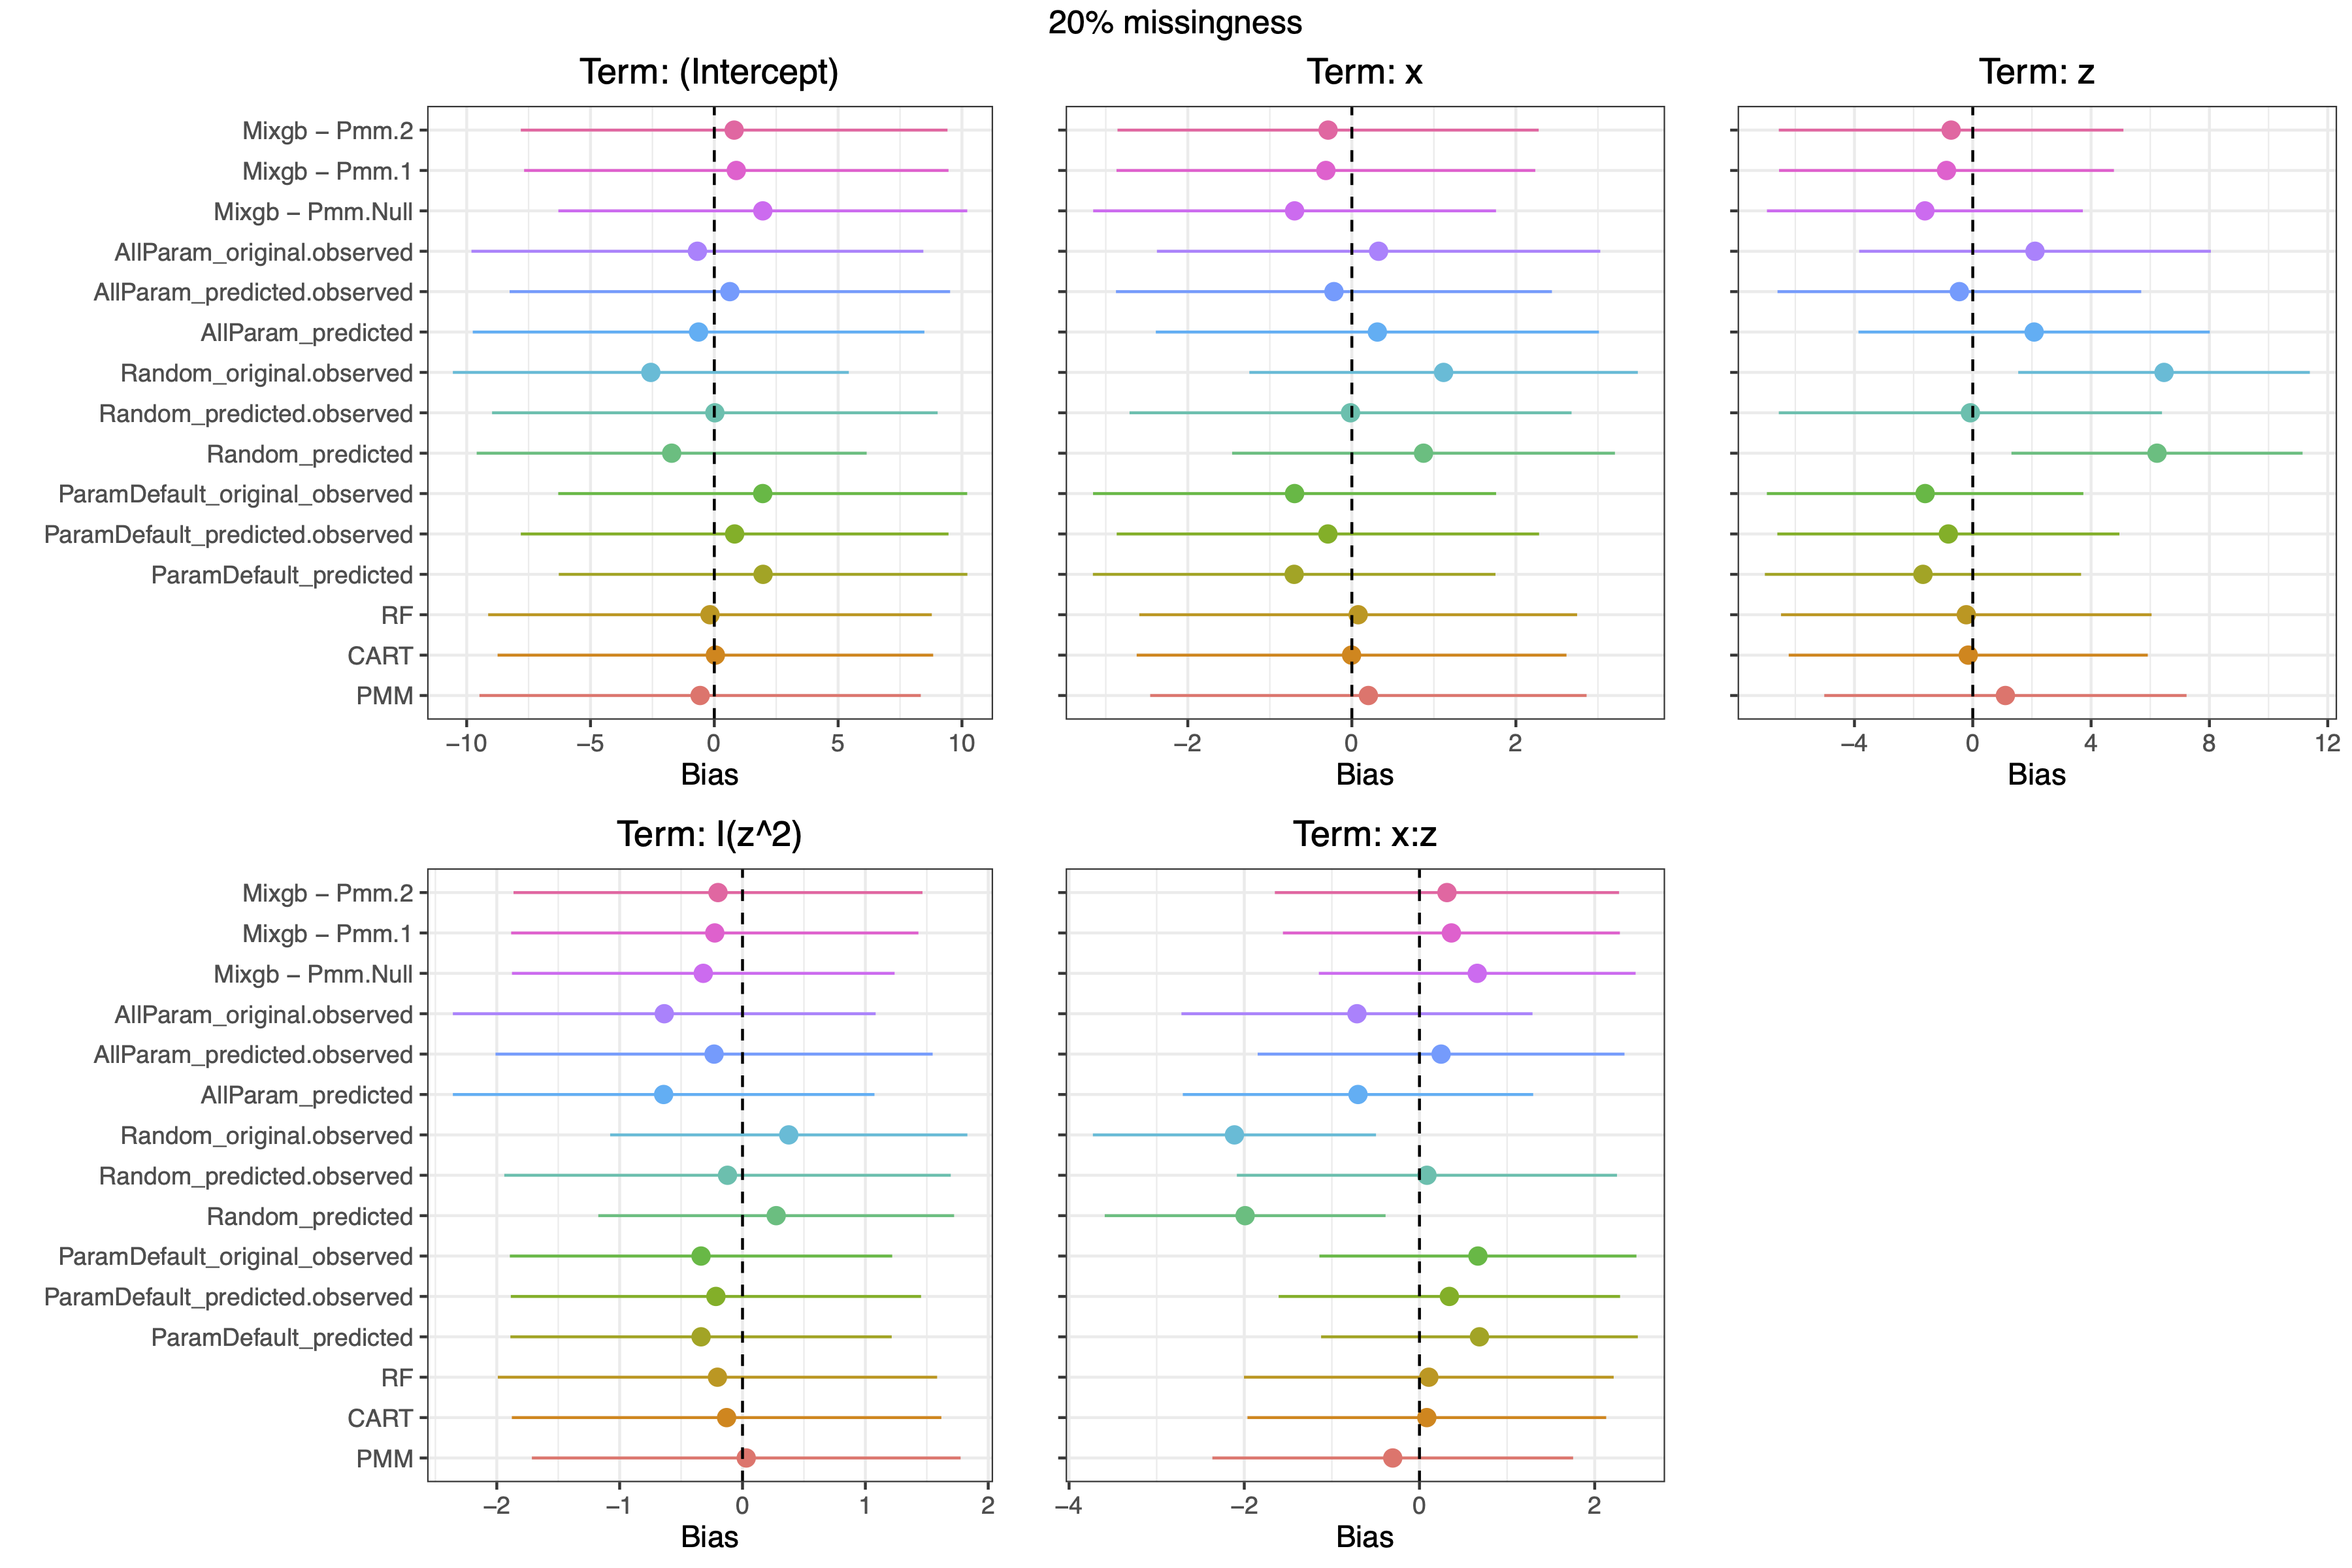 20% missingness
Term: (Intercept)
Term: x
Term: z
Mixgb − Pmm.2
Mixgb − Pmm.1
Mixgb − Pmm.Null
AllParam_original.observed
AllParam_predicted.observed
AllParam_predicted
Random_original.observed
Random_predicted.observed
Random_predicted
ParamDefault_original_observed
ParamDefault_predicted.observed
ParamDefault_predicted
RF
CART
PMM
−10 −5 0 5 10
−2 0 2
−4 0 4 8 12
Bias
Bias
Bias
Term: I(z^2)
Term: x:z
Mixgb − Pmm.2
Mixgb − Pmm.1
Mixgb − Pmm.Null
AllParam_original.observed
AllParam_predicted.observed
AllParam_predicted
Random_original.observed
Random_predicted.observed
Random_predicted
ParamDefault_original_observed
ParamDefault_predicted.observed
ParamDefault_predicted
RF
CART
PMM
−2 −1 0 1 2
−4 −2 0 2
Bias
Bias